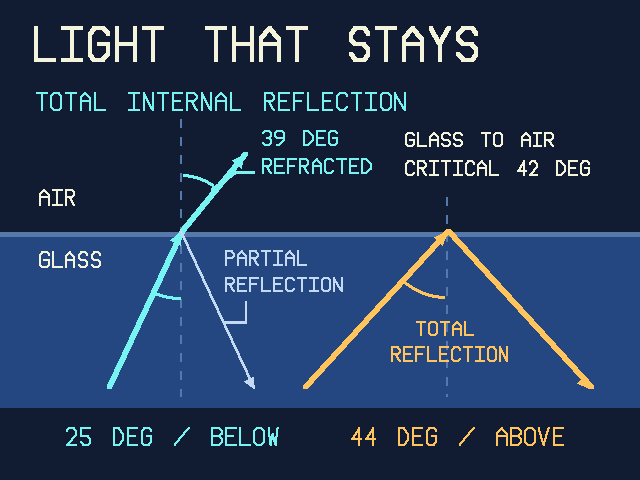 LIGHT THAT STAYS
TOTAL INTERNAL REFLECTION
39 DEG
REFRACTED
GLASS TO AIR
CRITICAL 42 DEG
AIR
GLASS
PARTIAL
REFLECTION
TOTAL
REFLECTION
25 DEG / BELOW
44 DEG / ABOVE